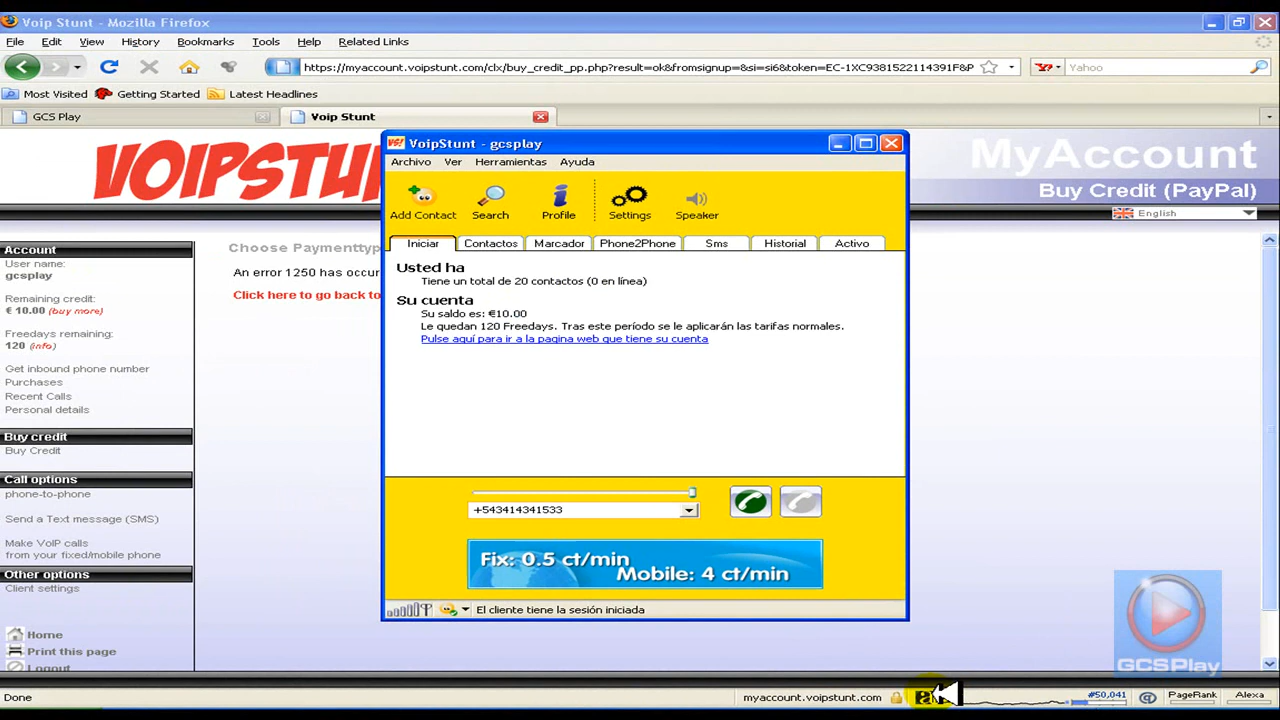 Voip Stunt - Mozilla Firefox
File Edit View History Bookmarks Tools Help Related Links
https://myaccount.voipstunt.com/clx/buy_credit_pp.php?result=ok&fromsignup=&si=si6&token=EC-1XC9381522114391F&P
Yahoo
Most Visited Getting Started Latest Headlines
GCS Play Voip Stunt
VOIPSTU
MyAccount
Buy Credit (PayPal)
English
Account
User name:
gcsplay
Remaining credit:
€ 10.00 (buy more)
Freedays remaining:
120 (info)
Get inbound phone number
Purchases
Recent Calls
Personal details
Buy credit
Buy Credit
Call options
phone-to-phone
Send a Text message (SMS)
Make VoIP calls
from your fixed/mobile phone
Other options
Client settings
Home
Print this page
Logout
Choose Paymenttyp
An error 1250 has occur
Click here to go back to
VS! VoipStunt - gcsplay
Archivo Ver Herramientas Ayuda
Add Contact Search Profile Settings Speaker
Iniciar Contactos Marcador Phone2Phone Sms Historial Activo
Usted ha
Tiene un total de 20 contactos (0 en línea)
Su cuenta
Su saldo es: €10.00
Le quedan 120 Freedays. Tras este período se le aplicarán las tarifas normales.
Pulse aquí para ir a la pagina web que tiene su cuenta
+543414341533
Fix: 0.5 ct/min
Mobile: 4 ct/min
El cliente tiene la sesión iniciada
GCSPlay
Done
myaccount.voipstunt.com
#50,041
@
PageRank
Alexa